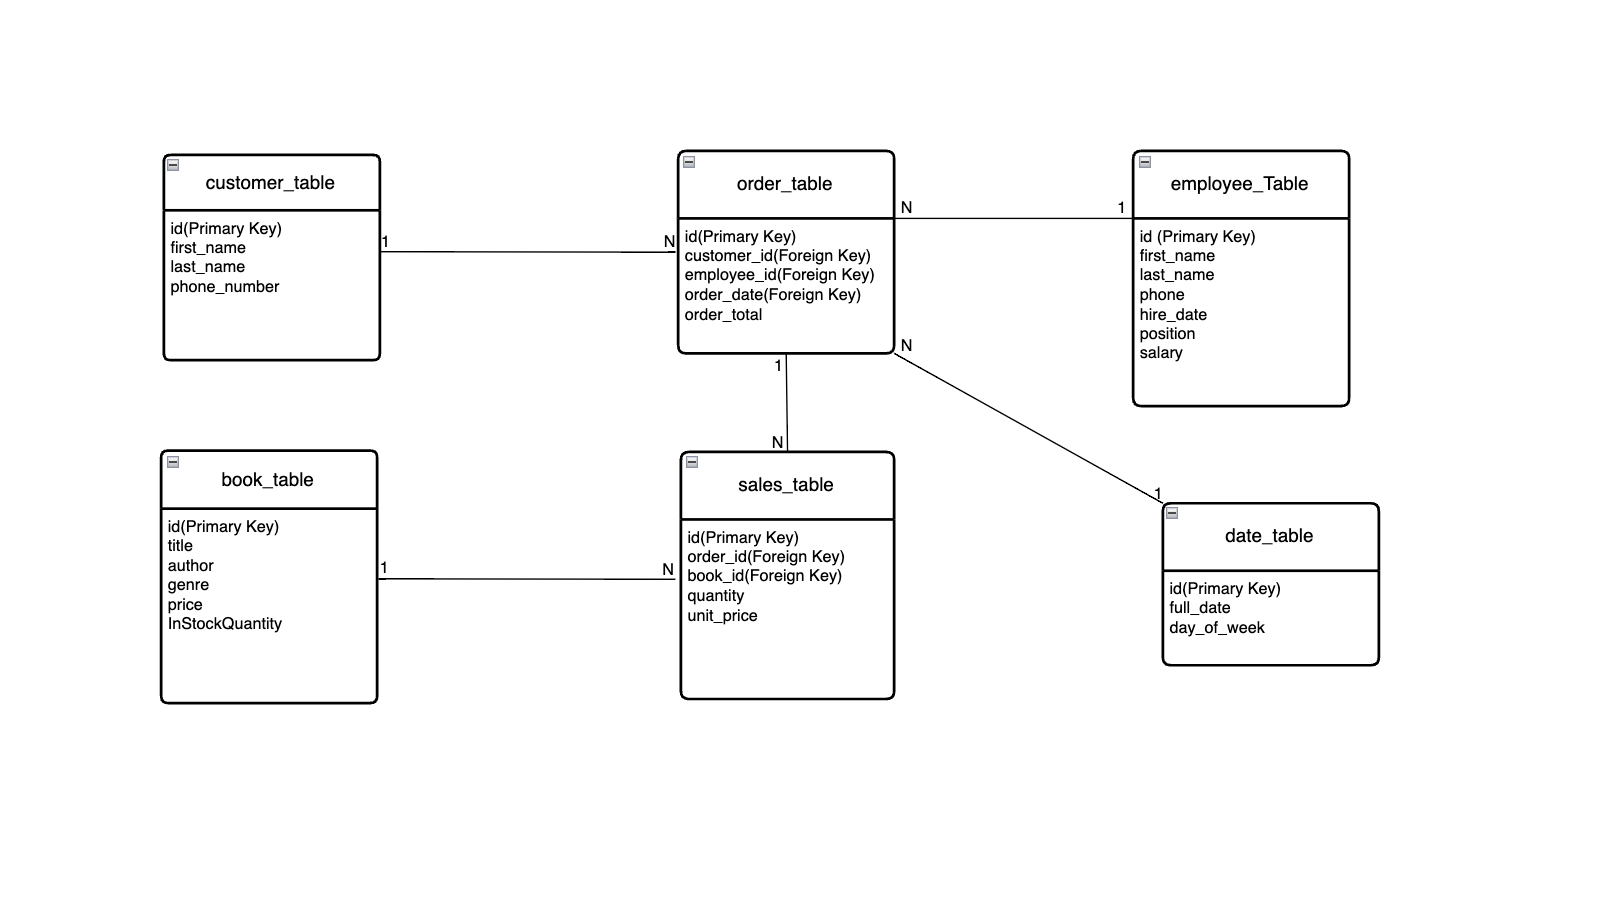 customer_table
id(Primary Key)
first_name
last_name
phone_number
1
N
order_table
id(Primary Key)
customer_id(Foreign Key)
employee_id(Foreign Key)
order_date(Foreign Key)
order_total
N
1
employee_Table
id (Primary Key)
first_name
last_name
phone
hire_date
position
salary
1
N
N
1
book_table
id(Primary Key)
title
author
genre
price
InStockQuantity
1
N
sales_table
id(Primary Key)
order_id(Foreign Key)
book_id(Foreign Key)
quantity
unit_price
date_table
id(Primary Key)
full_date
day_of_week